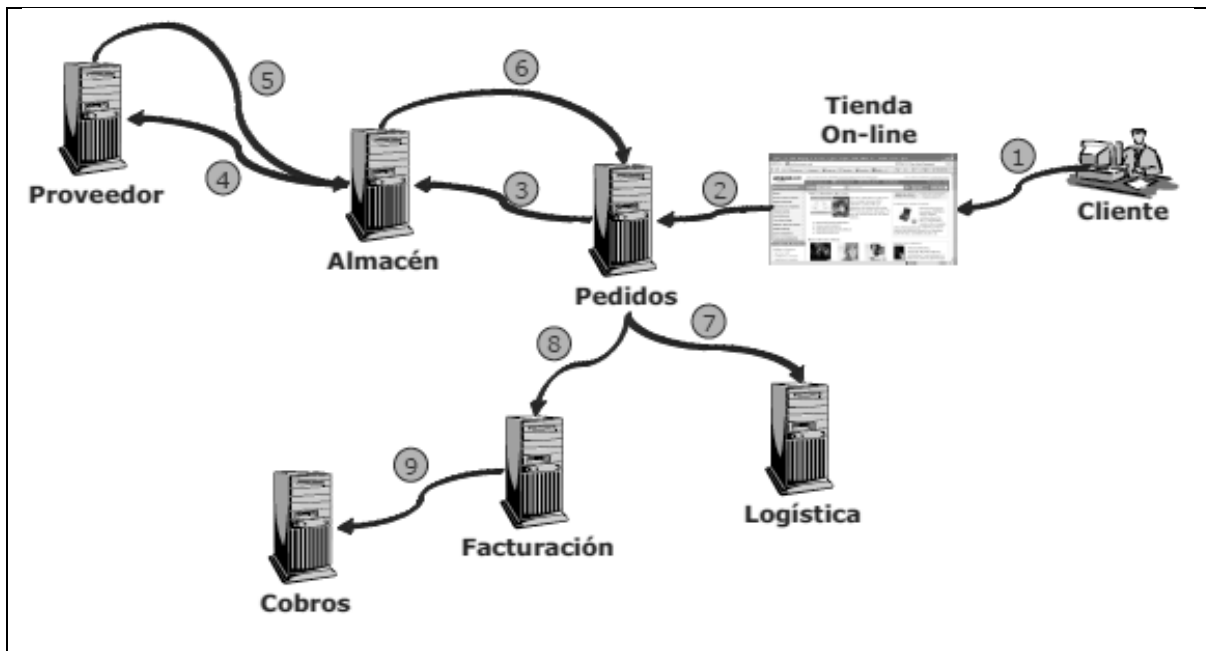 5
6
Tienda
On-line
1
Proveedor
4
3
2
Cliente
Almacén
Pedidos
8
7
9
Logística
Facturación
Cobros